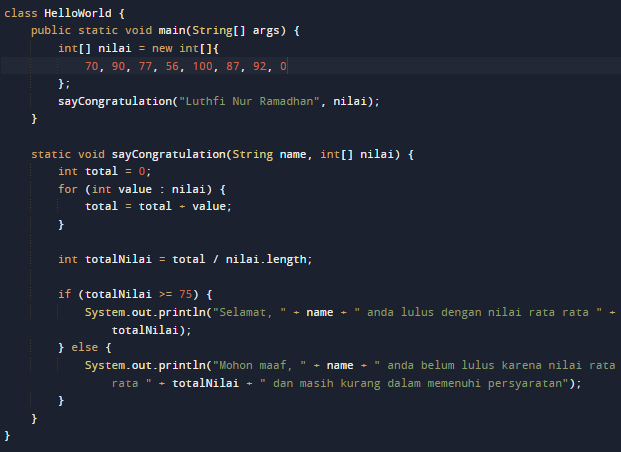 class HelloWorld {
    public static void main(String[] args) {
        int[] nilai = new int[]{
            70, 90, 77, 56, 100, 87, 92, 0
        };
        sayCongratulation("Luthfi Nur Ramadhan", nilai);
    }

    static void sayCongratulation(String name, int[] nilai) {
        int total = 0;
        for (int value : nilai) {
            total = total + value;
        }

        int totalNilai = total / nilai.length;

        if (totalNilai >= 75) {
            System.out.println("Selamat, " + name + " anda lulus dengan nilai rata rata " +
                totalNilai);
        } else {
            System.out.println("Mohon maaf, " + name + " anda belum lulus karena nilai rata
                rata " + totalNilai + " dan masih kurang dalam memenuhi persyaratan");
        }
    }
}